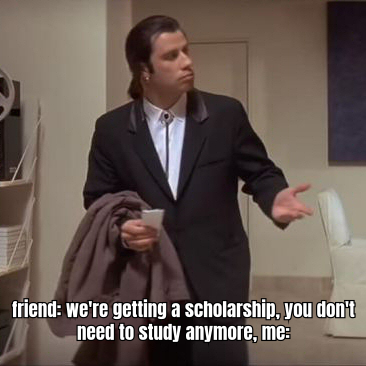 friend: we're getting a scholarship, you don't
need to study anymore, me: